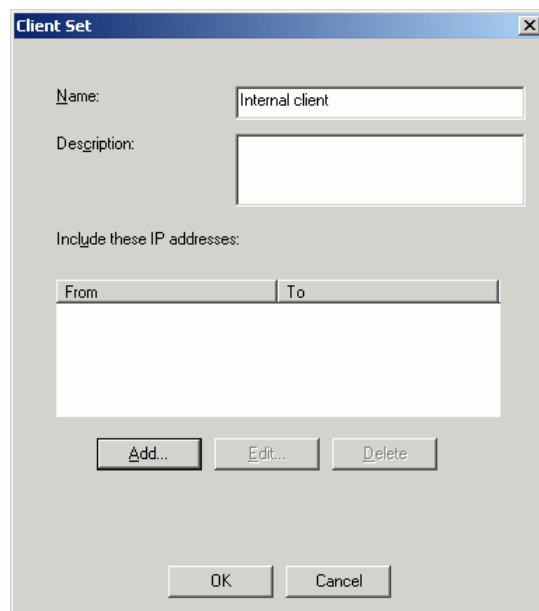 Client Set
Name:
Internal client
Description:
Include these IP addresses:
From To
Add... Edit... Delete
OK Cancel